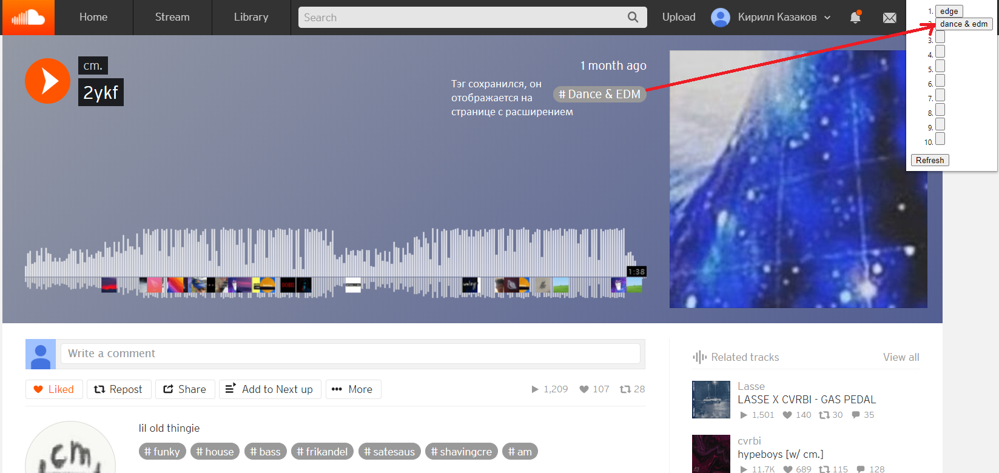 Home
Stream
Library
Search
Upload
Кирилл Казаков
1. edge
dance & edm
3.
4.
5.
6.
7.
8.
9.
10.
Refresh
cm.
2ykf
1 month ago
Тэг сохранился, он
отображается на
странице с расширением
# Dance & EDM
1:38
Write a comment
Liked
Repost
Share
Add to Next up
More
1,209
107
28
lil old thingie
# funky
# house
# bass
# frikandel
# satesaus
# shavingcre
# am
cm
Related tracks
View all
Lasse
LASSE X CVRBI - GAS PEDAL
1,501
140
30
35
cvrbi
hypeboys [w/ cm.]
11.7K
689
115
128